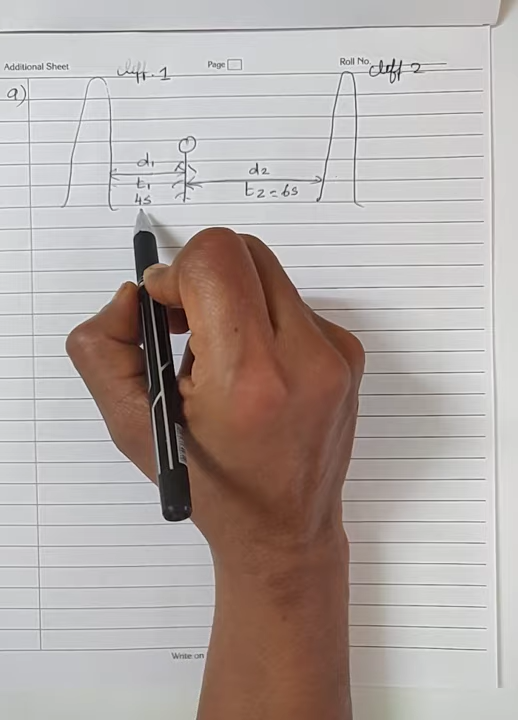 Additional Sheet
Page
Roll No.
cliff 1
cliff 2
a)
d₁
d₂
t₁
t₂ = 6s
4s
Write on